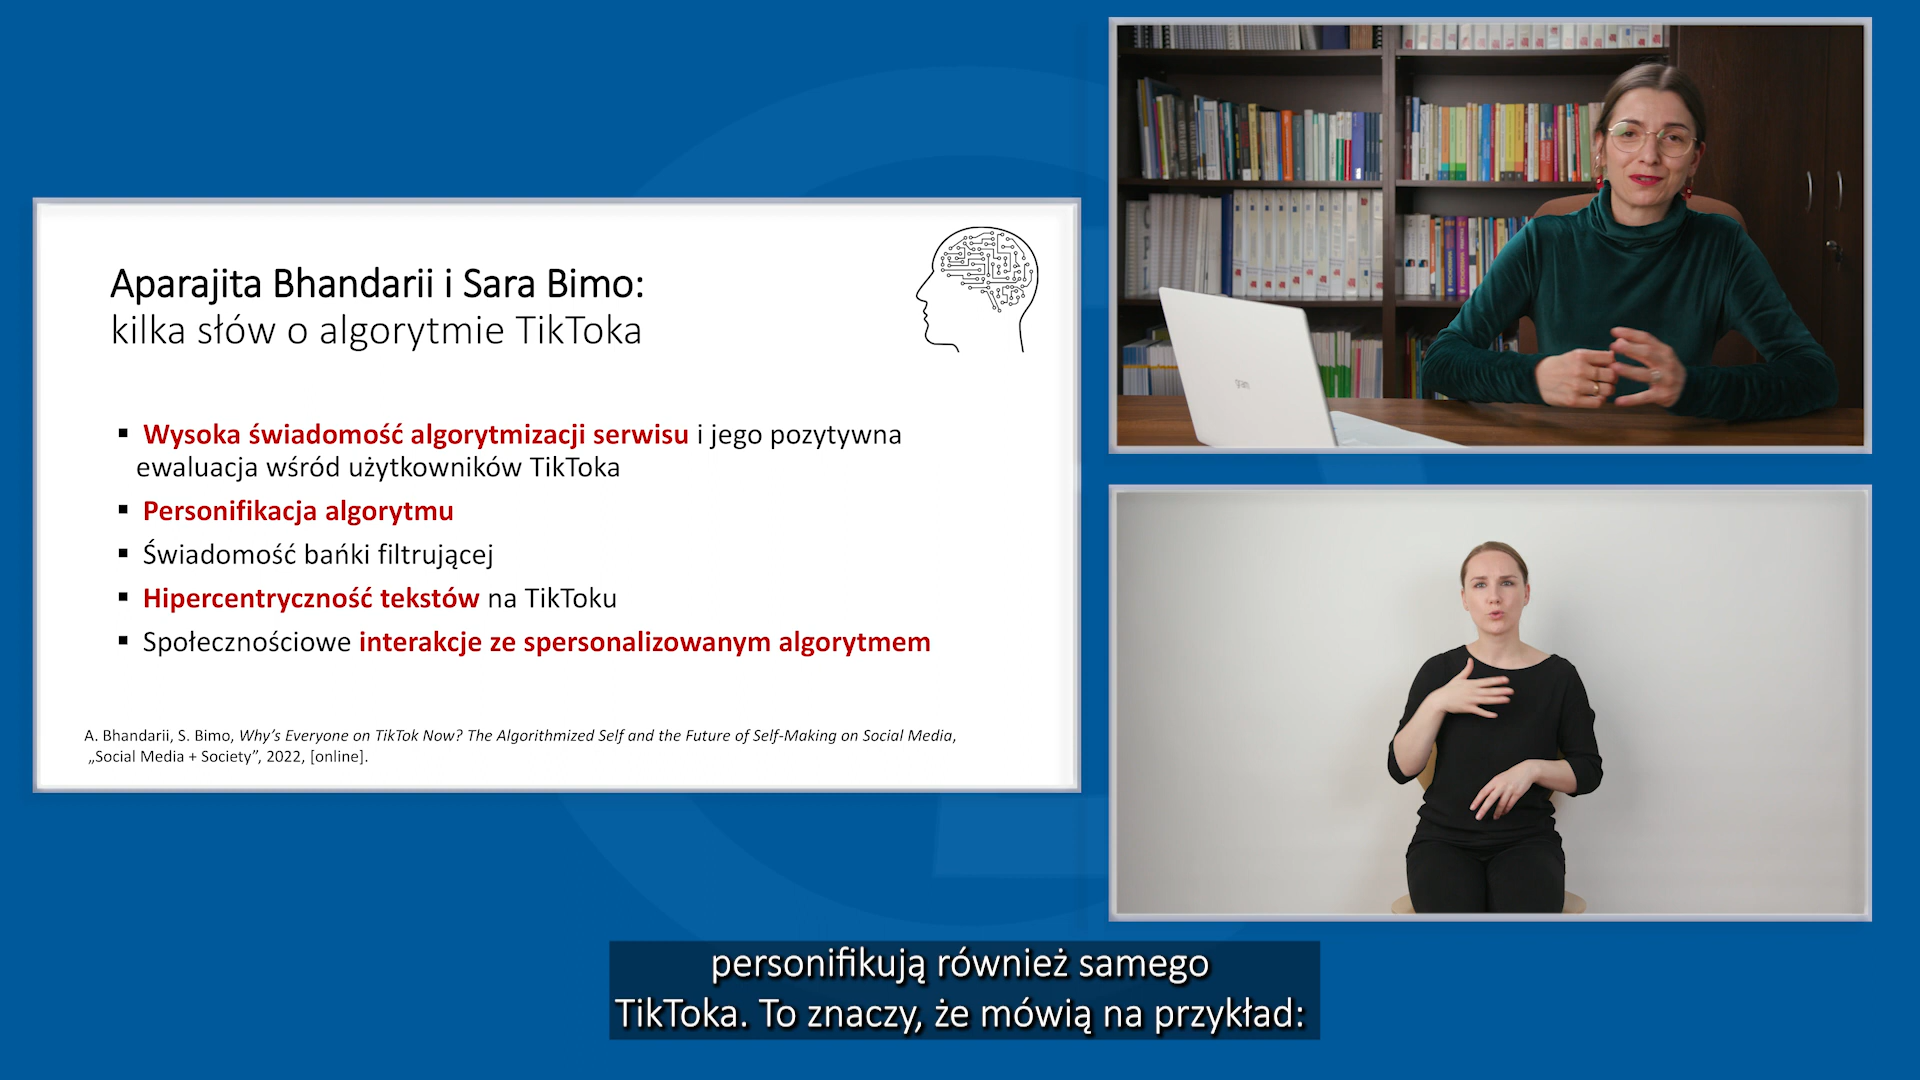 Aparajita Bhandarii i Sara Bimo:
kilka słów o algorytmie TikToka
▪ Wysoka świadomość algorytmizacji serwisu i jego pozytywna
ewaluacja wśród użytkowników TikToka
▪ Personifikacja algorytmu
▪ Świadomość bańki filtrującej
▪ Hipercentryczność tekstów na TikToku
▪ Społecznościowe interakcje ze spersonalizowanym algorytmem
A. Bhandarii, S. Bimo, Why's Everyone on TikTok Now? The Algorithmized Self and the Future of Self-Making on Social Media,
„Social Media + Society”, 2022, [online].
gram
personifikują również samego
TikToka. To znaczy, że mówią na przykład: